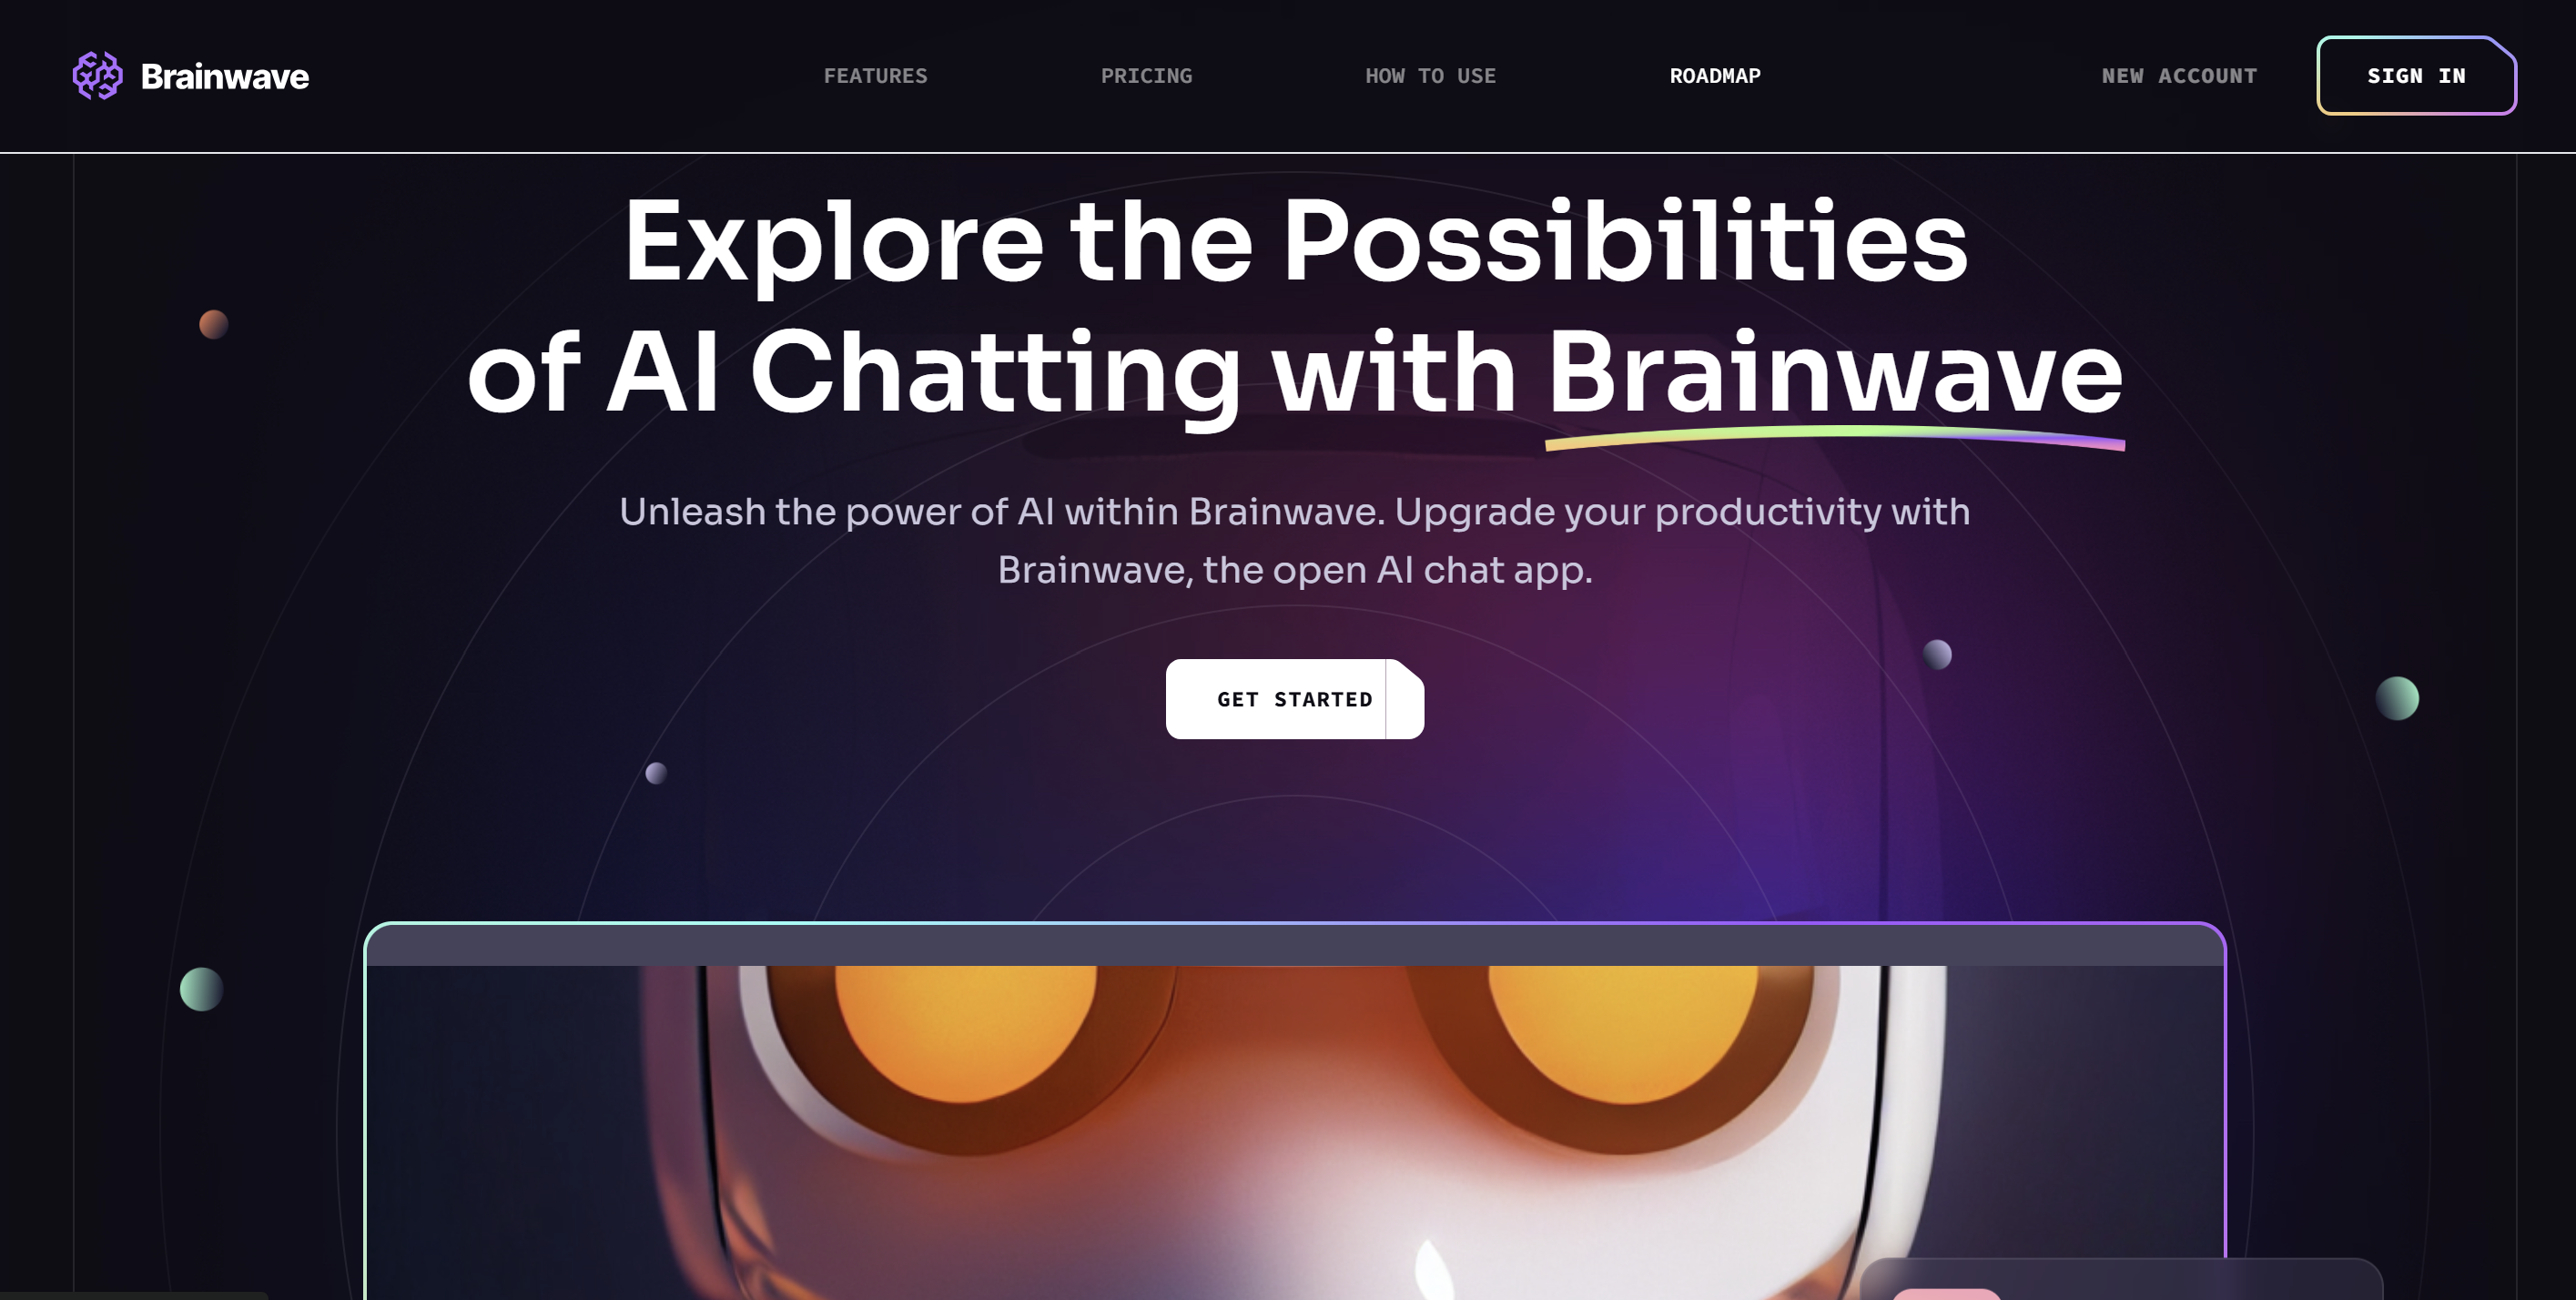 Brainwave
FEATURES
PRICING
HOW TO USE
ROADMAP
NEW ACCOUNT
SIGN IN
Explore the Possibilities
of AI Chatting with Brainwave
Unleash the power of AI within Brainwave. Upgrade your productivity with
Brainwave, the open AI chat app.
GET STARTED